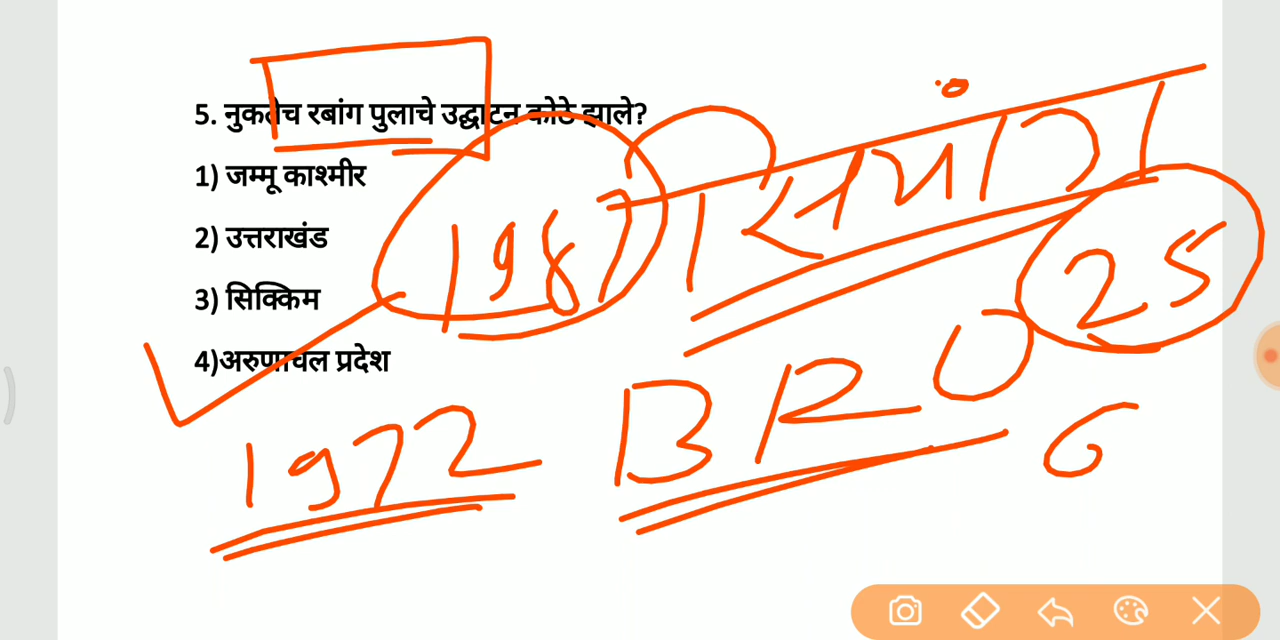 5. नुकतेच रबांग पुलाचे उद्घाटन कोठे झाले?
1) जम्मू काश्मीर
2) उत्तराखंड
3) सिक्किम
4)अरुणाचल प्रदेश
1987 सियांग
25
1972 BRO 6